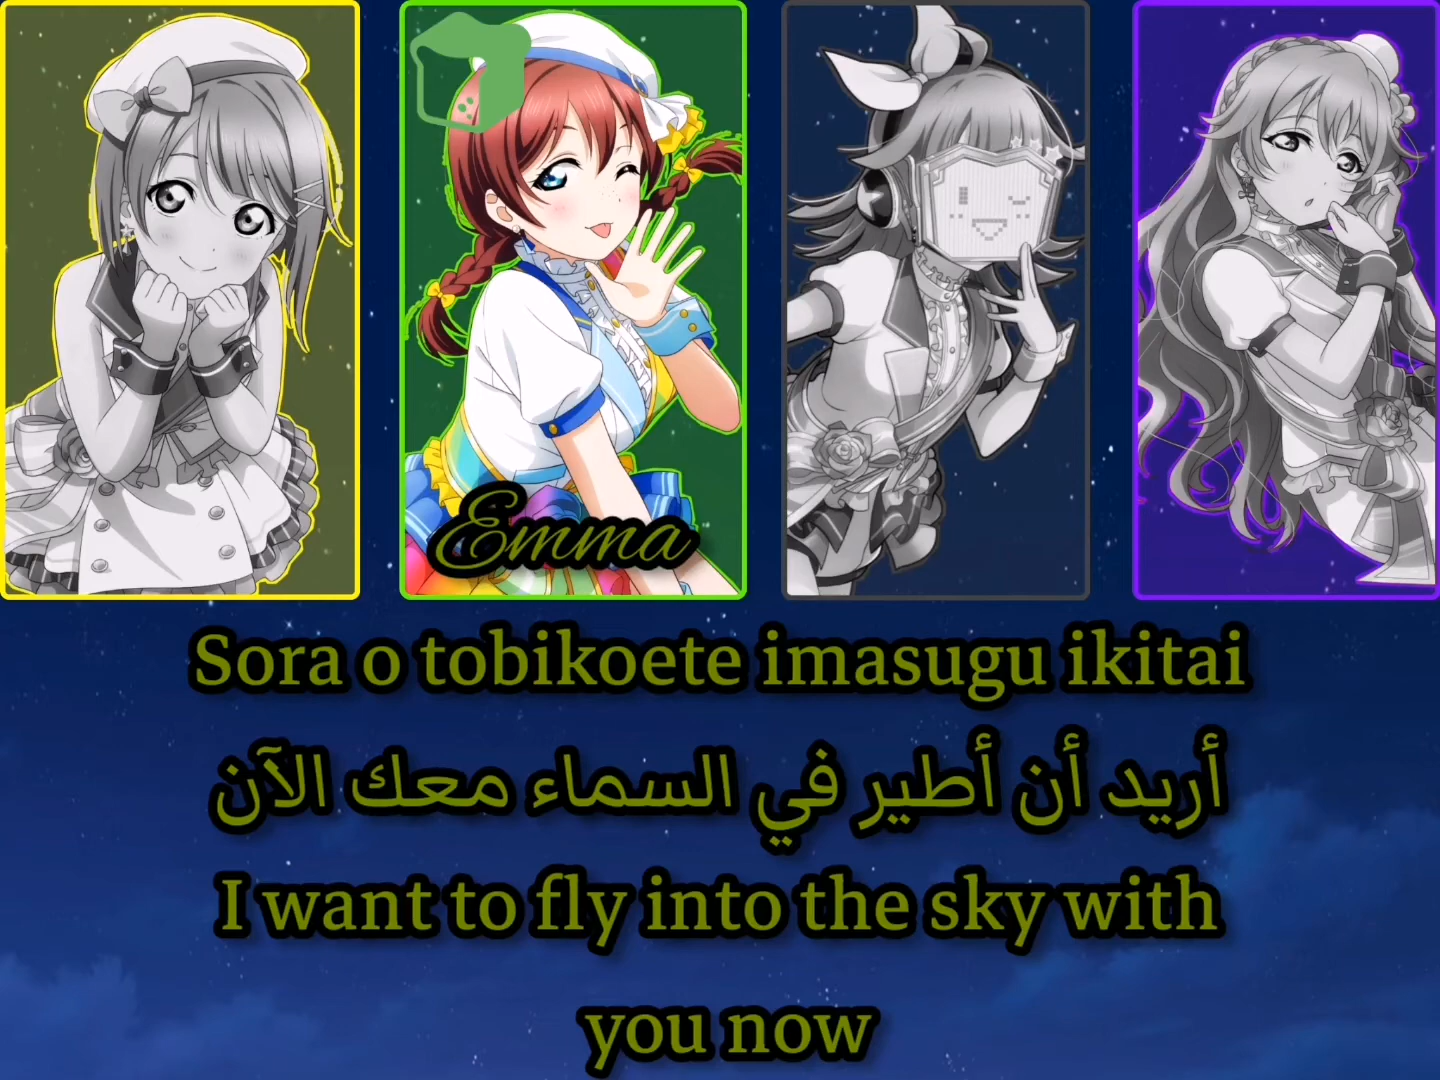 Emma
Sora o tobikoete imasugu ikitai
أريد أن أطير في السماء معك الآن
I want to fly into the sky with
you now